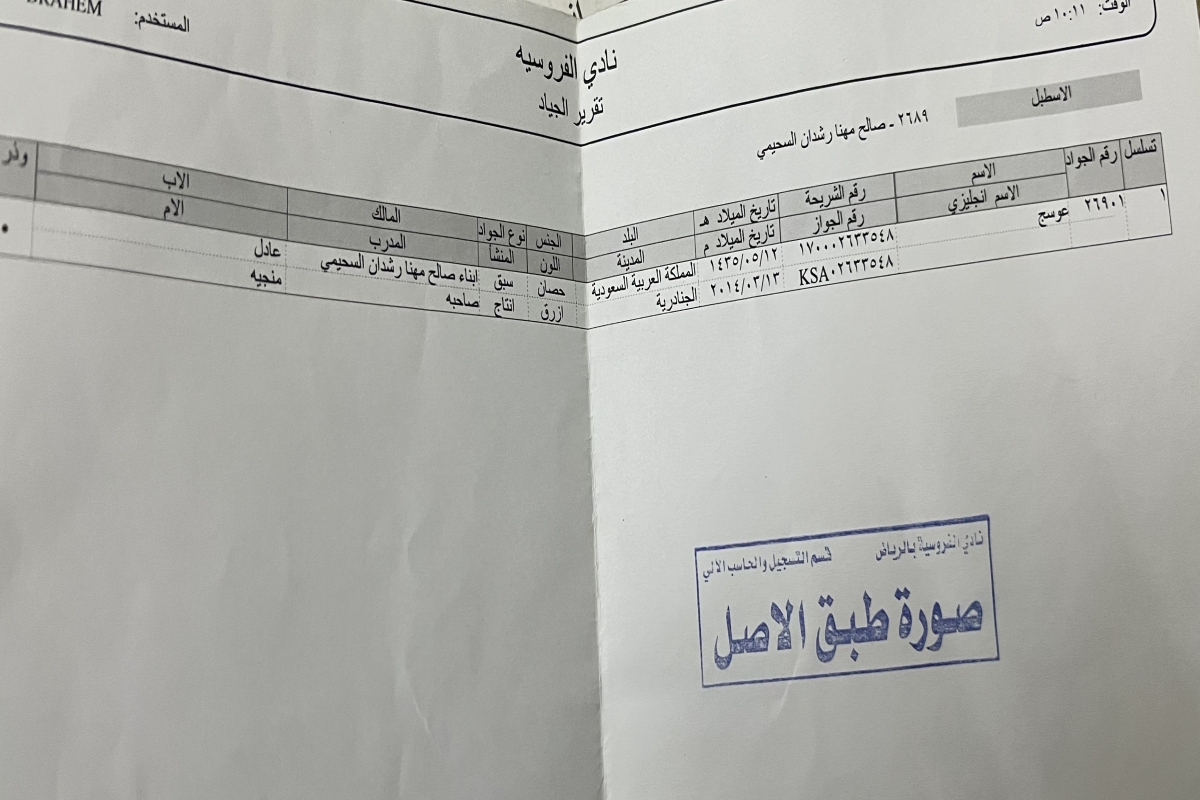 الوقت: ١٠:١١ ص
المستخدم:
نادي الفروسيه
تقرير الجياد
الاسطبل
٢٦٨٩ - صالح مهنا رشدان السحيمي
تسلسل رقم الجواد الاسم رقم الشريحة تاريخ الميلاد هـ البلد الجنس نوع الجواد المالك الاب
الاسم انجليزي رقم الجواز تاريخ الميلاد م المدينة اللون المنشأ المدرب الام
١ ٢٦٩٠١ عوسج ١٧٠٠٠٢٦٣٣٥٤٨ ١٤٣٥/٠٥/١٢ المملكة العربية السعودية حصان سبق ابناء صالح مهنا رشدان السحيمي عادل
KSA٠٢٦٣٣٥٤٨ ٢٠١٤/٠٣/١٣ الجنادرية ازرق انتاج صاحبه منجيه
نادي الفروسية بالرياض قسم التسجيل والحاسب الالي
صورة طبق الاصل